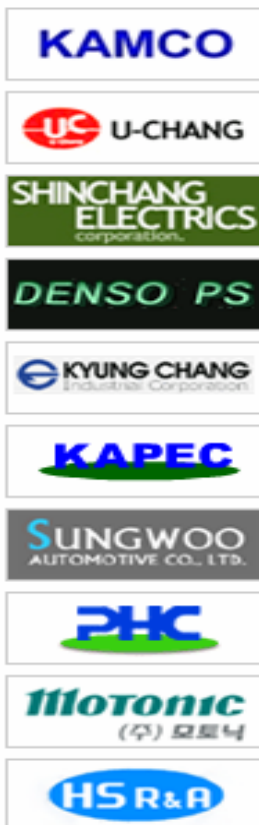 KAMCO
UC U-CHANG
SHINCHANG
ELECTRICS
corporation.
DENSO PS
KYUNG CHANG
Industrial Corporation
KAPEC
SUNGWOO
AUTOMOTIVE CO., LTD.
PHC
MOTONIC
(주) 모토닉
HS R&A